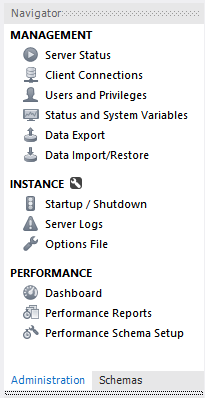 Navigator
MANAGEMENT
Server Status
Client Connections
Users and Privileges
Status and System Variables
Data Export
Data Import/Restore
INSTANCE
Startup / Shutdown
Server Logs
Options File
PERFORMANCE
Dashboard
Performance Reports
Performance Schema Setup
Administration Schemas